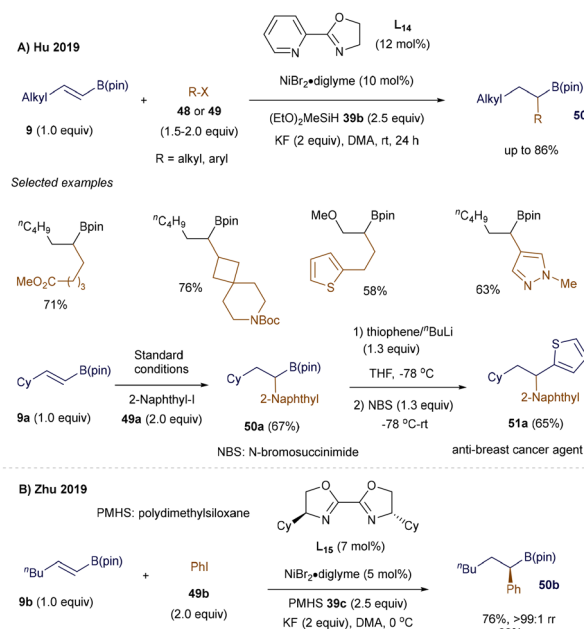 A) Hu 2019
N
O
N
L14
(12 mol%)
Alkyl B(pin) + R-X NiBr2•diglyme (10 mol%) Alkyl B(pin)
48 or 49 R 50
9 (1.0 equiv) (1.5-2.0 equiv) (EtO)2MeSiH 39b (2.5 equiv)
R = alkyl, aryl KF (2 equiv), DMA, rt, 24 h up to 86%
Selected examples
nC4H9 Bpin
MeO2C ( )3
71%
nC4H9 Bpin
NBoc
76%
MeO Bpin
S
58%
nC4H9 Bpin
N
N Me
63%
Cy B(pin)
9a (1.0 equiv)
Standard
conditions
2-Naphthyl-I
49a (2.0 equiv)
Cy B(pin)
2-Naphthyl
50a (67%)
1) thiophene/nBuLi
(1.3 equiv)
THF, -78 °C
2) NBS (1.3 equiv)
-78 °C-rt
S
Cy
2-Naphthyl
51a (65%)
NBS: N-bromosuccinimide
anti-breast cancer agent
B) Zhu 2019
PMHS: polydimethylsiloxane
O O
N N
Cy Cy
L15 (7 mol%)
nBu B(pin) + PhI NiBr2•diglyme (5 mol%) nBu B(pin)
49b Ph 50b
9b (1.0 equiv) (2.0 equiv) PMHS 39c (2.5 equiv)
KF (2 equiv), DMA, 0 °C 76%, >99:1 rr